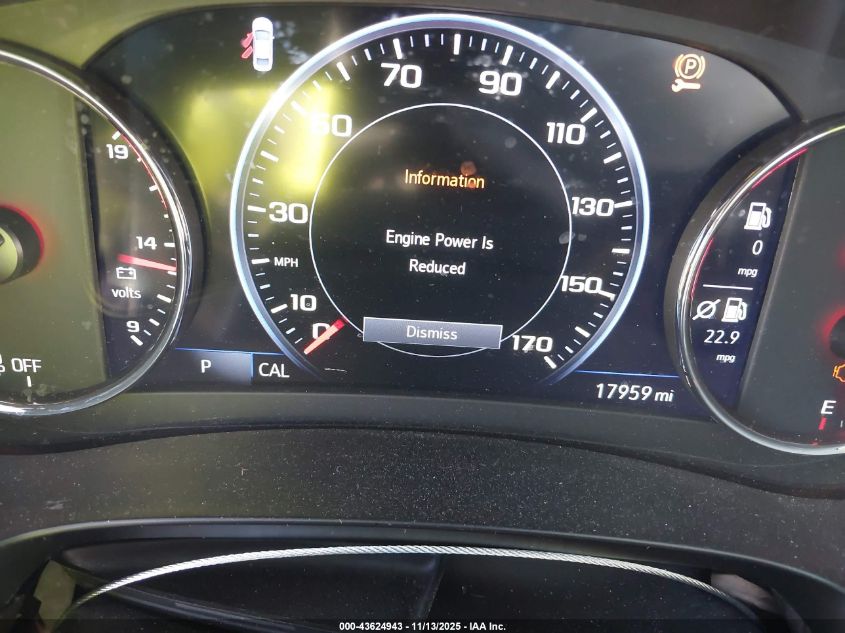 70
90
50
110
19
Information
30
130
0
mpg
14
Engine Power Is
Reduced
MPH
volts
10
150
9
0
Dismiss
170
22.9
mpg
OFF
P
CAL
17959 mi
E
000-43624943 - 11/13/2025 - IAA Inc.